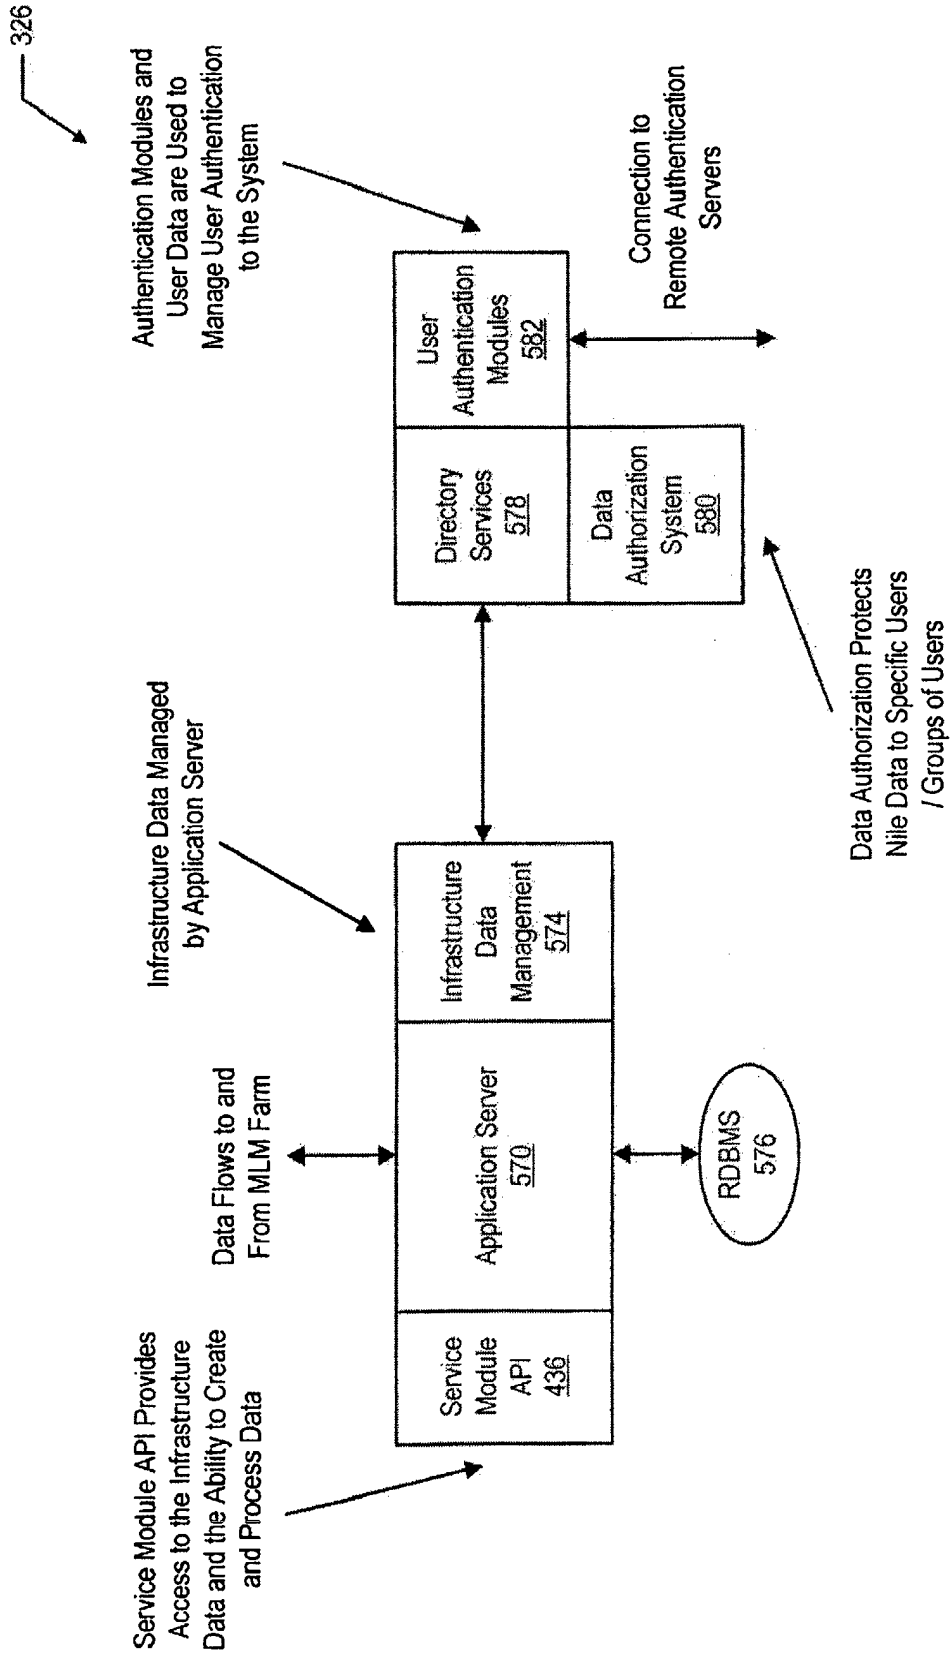 326
Service Module API Provides
Access to the Infrastructure
Data and the Ability to Create
and Process Data
Data Flows to and
From MLM Farm
Infrastructure Data Managed
by Application Server
Authentication Modules and
User Data are Used to
Manage User Authentication
to the System
Service
Module
API
436
Application Server
570
Infrastructure
Data
Management
574
Directory
Services
578
User
Authentication
Modules
582
Data
Authorization
System
580
Connection to
Remote Authentication
Servers
RDBMS
576
Data Authorization Protects
Nile Data to Specific Users
/ Groups of Users